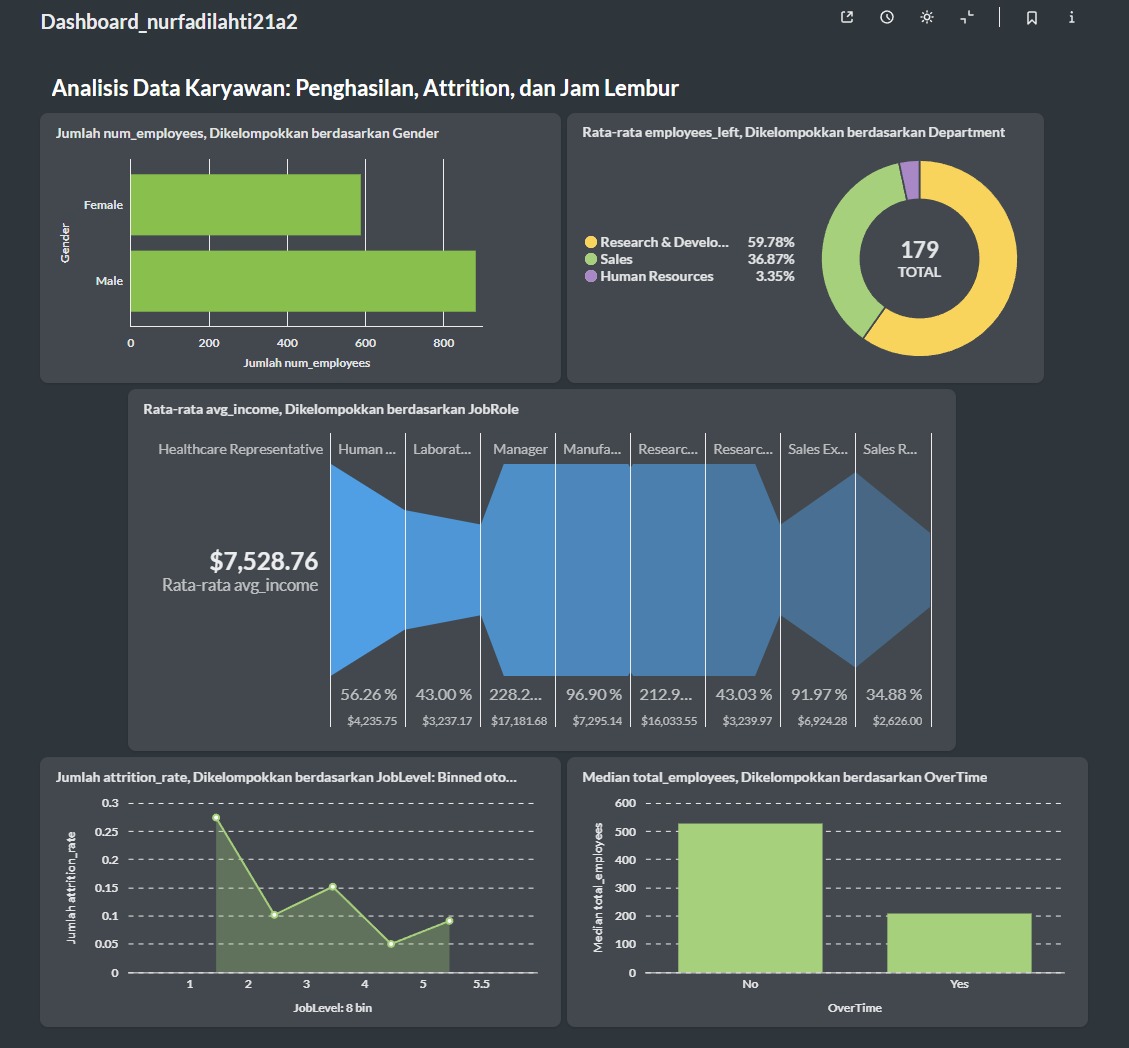 Dashboard_nurfadilahti21a2
Analisis Data Karyawan: Penghasilan, Attrition, dan Jam Lembur
Jumlah num_employees, Dikelompokkan berdasarkan Gender
Gender
Female
Male
0 200 400 600 800
Jumlah num_employees
Rata-rata employees_left, Dikelompokkan berdasarkan Department
Research & Develo... 59.78%
Sales 36.87%
Human Resources 3.35%
179
TOTAL
Rata-rata avg_income, Dikelompokkan berdasarkan JobRole
Healthcare Representative Human ... Laborat... Manager Manufa... Researc... Researc... Sales Ex... Sales R...
$7,528.76
Rata-rata avg_income
56.26 % 43.00 % 228.2... 96.90 % 212.9... 43.03 % 91.97 % 34.88 %
$4,235.75 $3,237.17 $17,181.68 $7,295.14 $16,033.55 $3,239.97 $6,924.28 $2,626.00
Jumlah attrition_rate, Dikelompokkan berdasarkan JobLevel: Binned oto...
Jumlah attrition_rate
0.3
0.25
0.2
0.15
0.1
0.05
0
1 2 3 4 5 5.5
JobLevel: 8 bin
Median total_employees, Dikelompokkan berdasarkan OverTime
Median total_employees
600
500
400
300
200
100
0
No Yes
OverTime